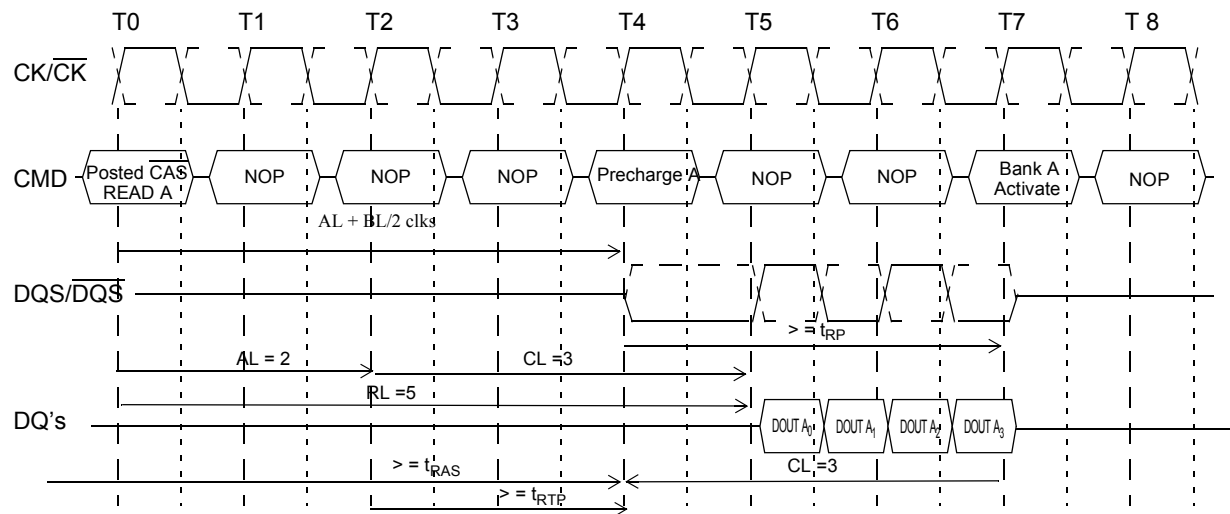 T0 T1 T2 T3 T4 T5 T6 T7 T 8
CK/CK
CMD
Posted CAS
READ A
NOP
NOP
NOP
Precharge A
NOP
NOP
Bank A
Activate
NOP
AL + BL/2 clks
DQS/DQS
> = tRP
AL = 2
CL =3
RL =5
DQ's
DOUT A0
DOUT A1
DOUT A2
DOUT A3
> = tRAS
CL =3
> = tRTP